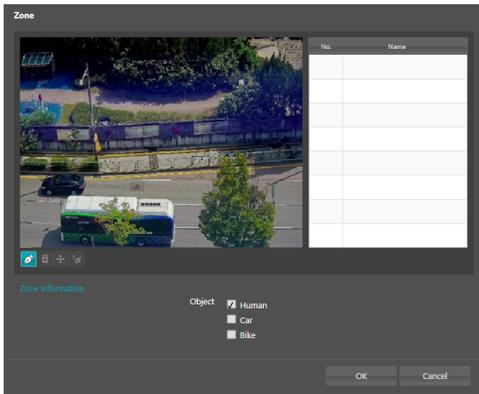 Zone
No. Name
Zone Information
Object
Human
Car
Bike
OK Cancel